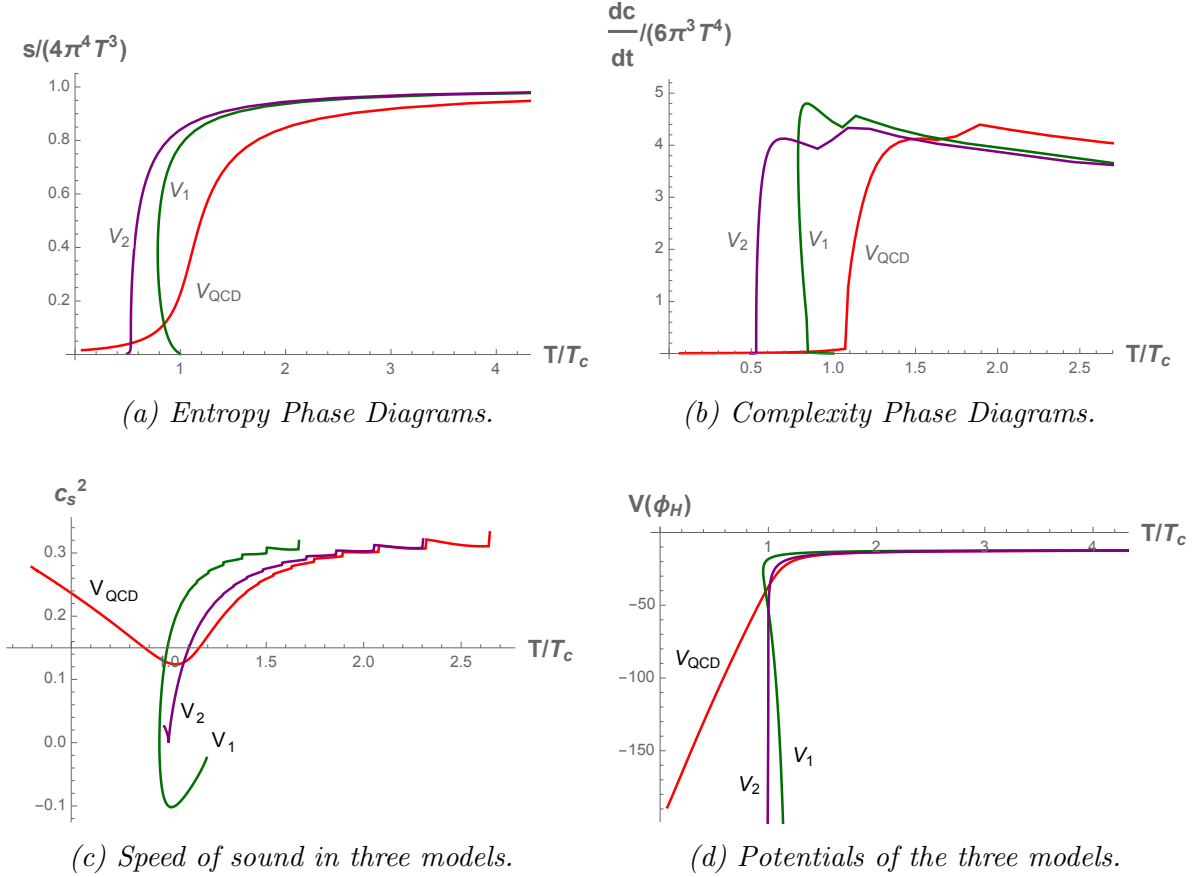 s/(4π⁴T³)
1.0
0.8
0.6
0.4
0.2
V₁
V₂
V_QCD
1 2 3 4
T/T_c
(a) Entropy Phase Diagrams.
dc/dt/(6π³T⁴)
5
4
3
2
1
V₂
V₁
V_QCD
0.5 1.0 1.5 2.0 2.5
T/T_c
(b) Complexity Phase Diagrams.
c_s²
0.3
0.2
0.1
0.0
−0.1
V_QCD
1.0 1.5 2.0 2.5
T/T_c
V₂
V₁
(c) Speed of sound in three models.
V(ϕ_H)
T/T_c
1 2 3 4
−50
−100
−150
V_QCD
V₂
V₁
(d) Potentials of the three models.